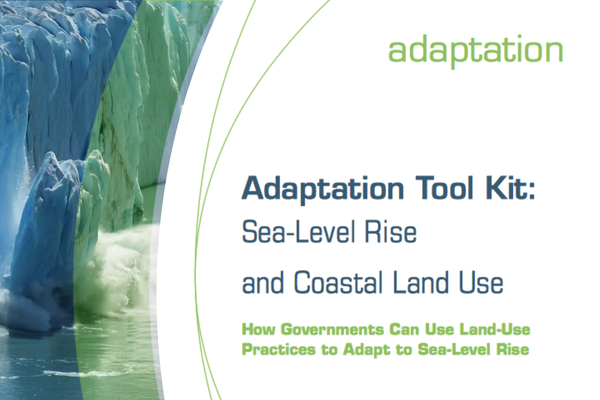 adaptation
Adaptation Tool Kit:
Sea-Level Rise
and Coastal Land Use
How Governments Can Use Land-Use
Practices to Adapt to Sea-Level Rise